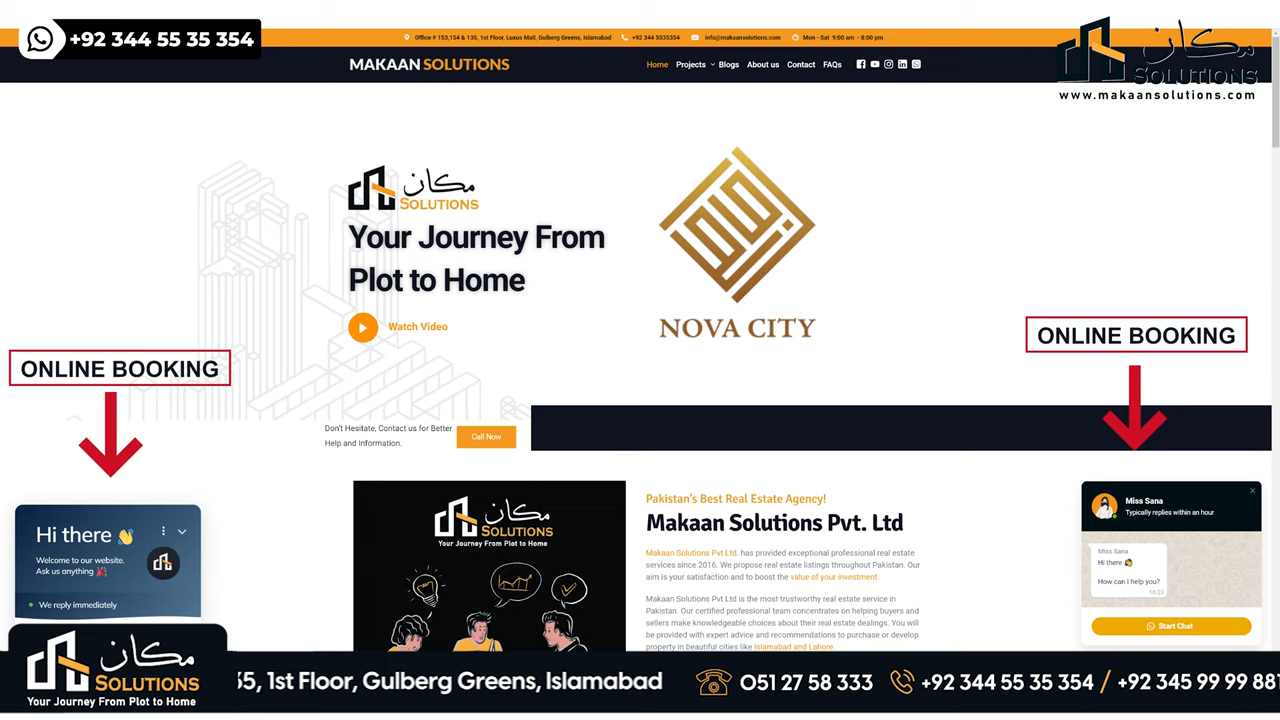 +92 344 55 35 354
Office # 153,154 & 135, 1st Floor, Luxus Mall, Gulberg Greens, Islamabad
+92 344 5535354
info@makaansolutions.com
Mon - Sat 9:00 am - 8:00 pm
MAKAAN SOLUTIONS
Home Projects Blogs About us Contact FAQs
مكان
SOLUTIONS
www.makaansolutions.com
مكان
SOLUTIONS
Your Journey From
Plot to Home
Watch Video
NOVA CITY
ONLINE BOOKING
ONLINE BOOKING
Don't Hesitate, Contact us for Better
Help and Information.
Call Now
Hi there 👋
Welcome to our website.
Ask us anything 🎉
We reply immediately
مكان
SOLUTIONS
Your Journey From Plot to Home
Pakistan's Best Real Estate Agency!
Makaan Solutions Pvt. Ltd
Makaan Solutions Pvt Ltd. has provided exceptional professional real estate
services since 2016. We propose real estate listings throughout Pakistan. Our
aim is your satisfaction and to boost the value of your investment.
Makaan Solutions Pvt Ltd is the most trustworthy real estate service in
Pakistan. Our certified professional team concentrates on helping buyers and
sellers make knowledgeable choices about their real estate dealings. You will
be provided with expert advice and recommendations to purchase or develop
property in beautiful cities like Islamabad and Lahore.
Miss Sana
Typically replies within an hour
Miss Sana
Hi there 👋
How can I help you?
16:23
Start Chat
مكان
SOLUTIONS
Your Journey From Plot to Home
35, 1st Floor, Gulberg Greens, Islamabad
051 27 58 333
+92 344 55 35 354 / +92 345 99 99 881